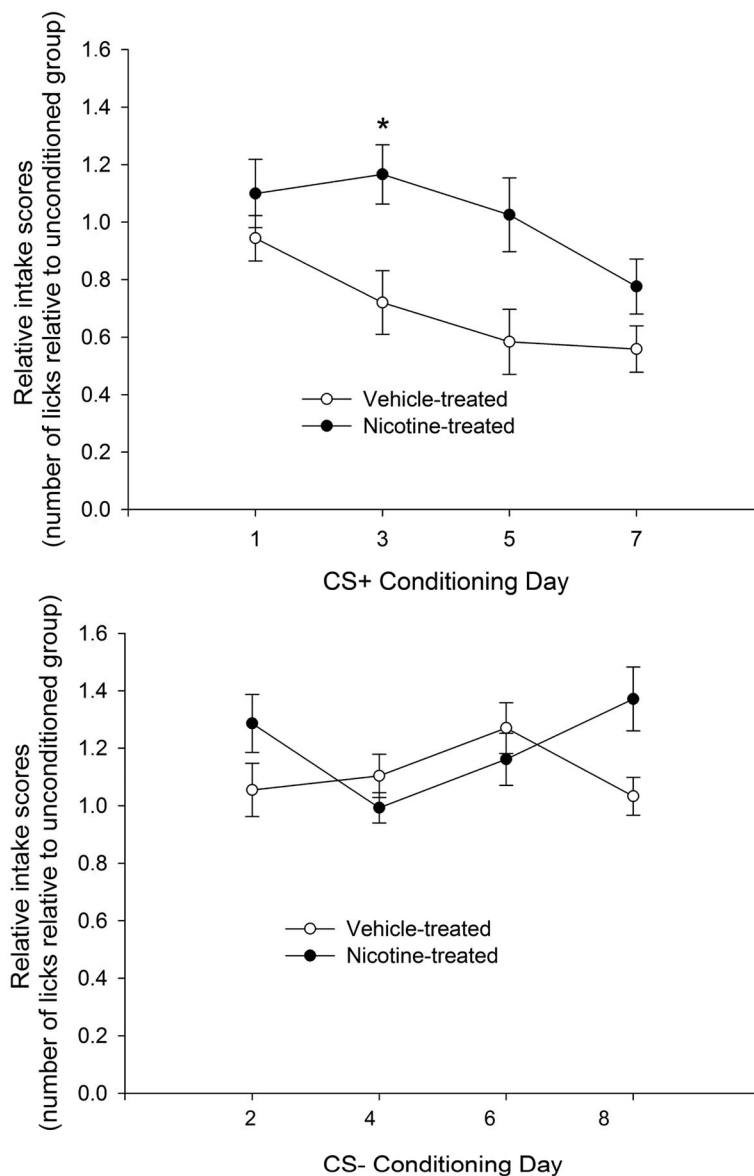 Relative intake scores
(number of licks relative to unconditioned group)
1.6
1.4
1.2
1.0
0.8
0.6
0.4
0.2
0.0
*
Vehicle-treated
Nicotine-treated
1 3 5 7
CS+ Conditioning Day
Relative intake scores
(number of licks relative to unconditioned group)
1.6
1.4
1.2
1.0
0.8
0.6
0.4
0.2
0.0
Vehicle-treated
Nicotine-treated
2 4 6 8
CS- Conditioning Day